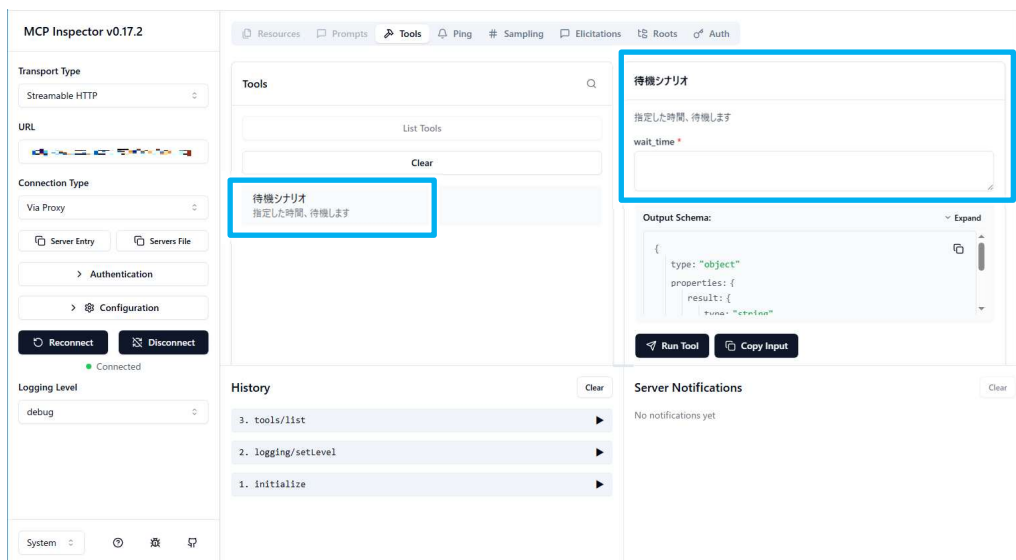 MCP Inspector v0.17.2
Transport Type
Streamable HTTP
URL
Connection Type
Via Proxy
Server Entry
Servers File
Authentication
Configuration
Reconnect
Disconnect
Connected
Logging Level
debug
System
Resources
Prompts
Tools
Ping
Sampling
Elicitations
Roots
Auth
Tools
List Tools
Clear
待機シナリオ
指定した時間、待機します
待機シナリオ
指定した時間、待機します
wait_time *
Output Schema:
Expand
{
type: "object"
properties: {
result: {
type: "string"
Run Tool
Copy Input
History
Clear
3. tools/list
2. logging/setLevel
1. initialize
Server Notifications
Clear
No notifications yet